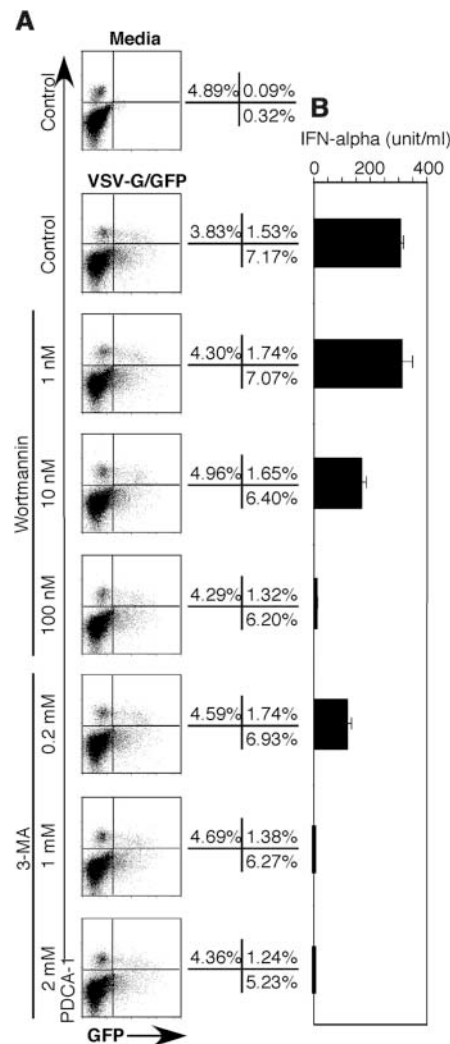 A
Media
Control
4.89% 0.09%
0.32%
B
IFN-alpha (unit/ml)
0 200 400
VSV-G/GFP
Control
3.83% 1.53%
7.17%
Wortmannin
1 nM
4.30% 1.74%
7.07%
10 nM
4.96% 1.65%
6.40%
100 nM
4.29% 1.32%
6.20%
3-MA
0.2 mM
4.59% 1.74%
6.93%
1 mM
4.69% 1.38%
6.27%
2 mM
4.36% 1.24%
5.23%
PDCA-1
GFP